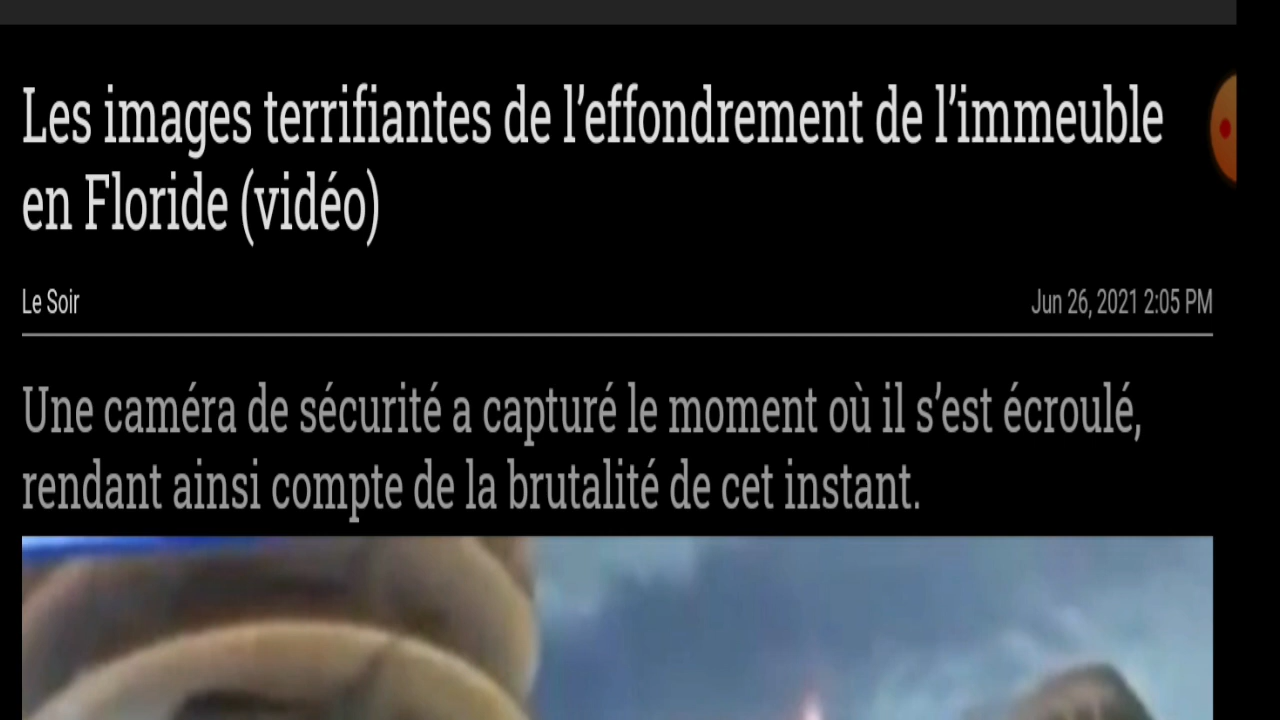 Les images terrifiantes de l’effondrement de l’immeuble
en Floride (vidéo)
Le Soir
Jun 26, 2021 2:05 PM
Une caméra de sécurité a capturé le moment où il s’est écroulé,
rendant ainsi compte de la brutalité de cet instant.